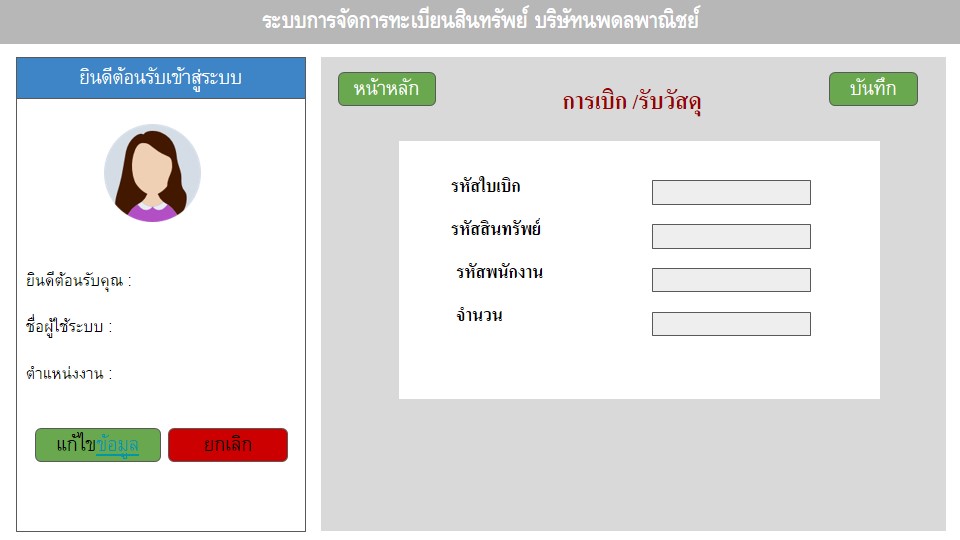 ระบบการจัดการทะเบียนสินทรัพย์ บริษัทนพดลพาณิชย์
ยินดีต้อนรับเข้าสู่ระบบ
ยินดีต้อนรับคุณ :
ชื่อผู้ใช้ระบบ :
ตำแหน่งงาน :
แก้ไขข้อมูล
ยกเลิก
หน้าหลัก
การเบิก /รับวัสดุ
บันทึก
รหัสใบเบิก
รหัสสินทรัพย์
รหัสพนักงาน
จำนวน